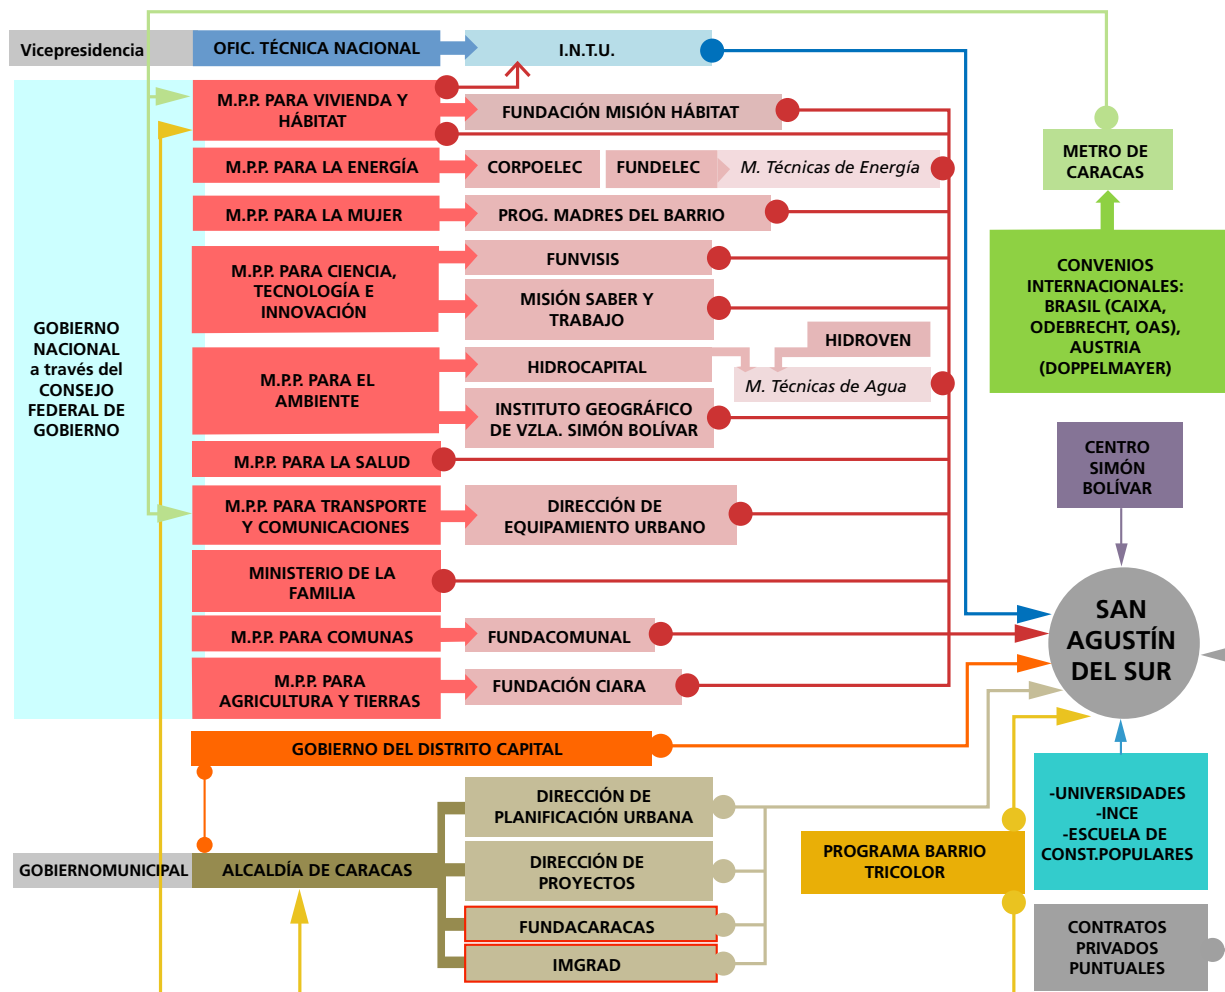 Vicepresidencia
OFIC. TÉCNICA NACIONAL
I.N.T.U.
GOBIERNO
NACIONAL
a través del
CONSEJO
FEDERAL DE
GOBIERNO
M.P.P. PARA VIVIENDA Y
HÁBITAT
FUNDACIÓN MISIÓN HÁBITAT
M.P.P. PARA LA ENERGÍA
CORPOELEC
FUNDELEC
M. Técnicas de Energía
M.P.P. PARA LA MUJER
PROG. MADRES DEL BARRIO
M.P.P. PARA CIENCIA,
TECNOLOGÍA E
INNOVACIÓN
FUNVISIS
MISIÓN SABER Y
TRABAJO
M.P.P. PARA EL
AMBIENTE
HIDROCAPITAL
HIDROVEN
M. Técnicas de Agua
INSTITUTO GEOGRÁFICO
DE VZLA. SIMÓN BOLÍVAR
M.P.P. PARA LA SALUD
M.P.P. PARA TRANSPORTE
Y COMUNICACIONES
DIRECCIÓN DE
EQUIPAMIENTO URBANO
MINISTERIO DE LA
FAMILIA
M.P.P. PARA COMUNAS
FUNDACOMUNAL
M.P.P. PARA
AGRICULTURA Y TIERRAS
FUNDACIÓN CIARA
GOBIERNO DEL DISTRITO CAPITAL
GOBIERNOMUNICIPAL
ALCALDÍA DE CARACAS
DIRECCIÓN DE
PLANIFICACIÓN URBANA
DIRECCIÓN DE
PROYECTOS
FUNDACARACAS
IMGRAD
METRO DE
CARACAS
CONVENIOS
INTERNACIONALES:
BRASIL (CAIXA,
ODEBRECHT, OAS),
AUSTRIA
(DOPPELMAYER)
CENTRO
SIMÓN
BOLÍVAR
SAN
AGUSTÍN
DEL SUR
PROGRAMA BARRIO
TRICOLOR
-UNIVERSIDADES
-INCE
-ESCUELA DE
CONST.POPULARES
CONTRATOS
PRIVADOS
PUNTUALES